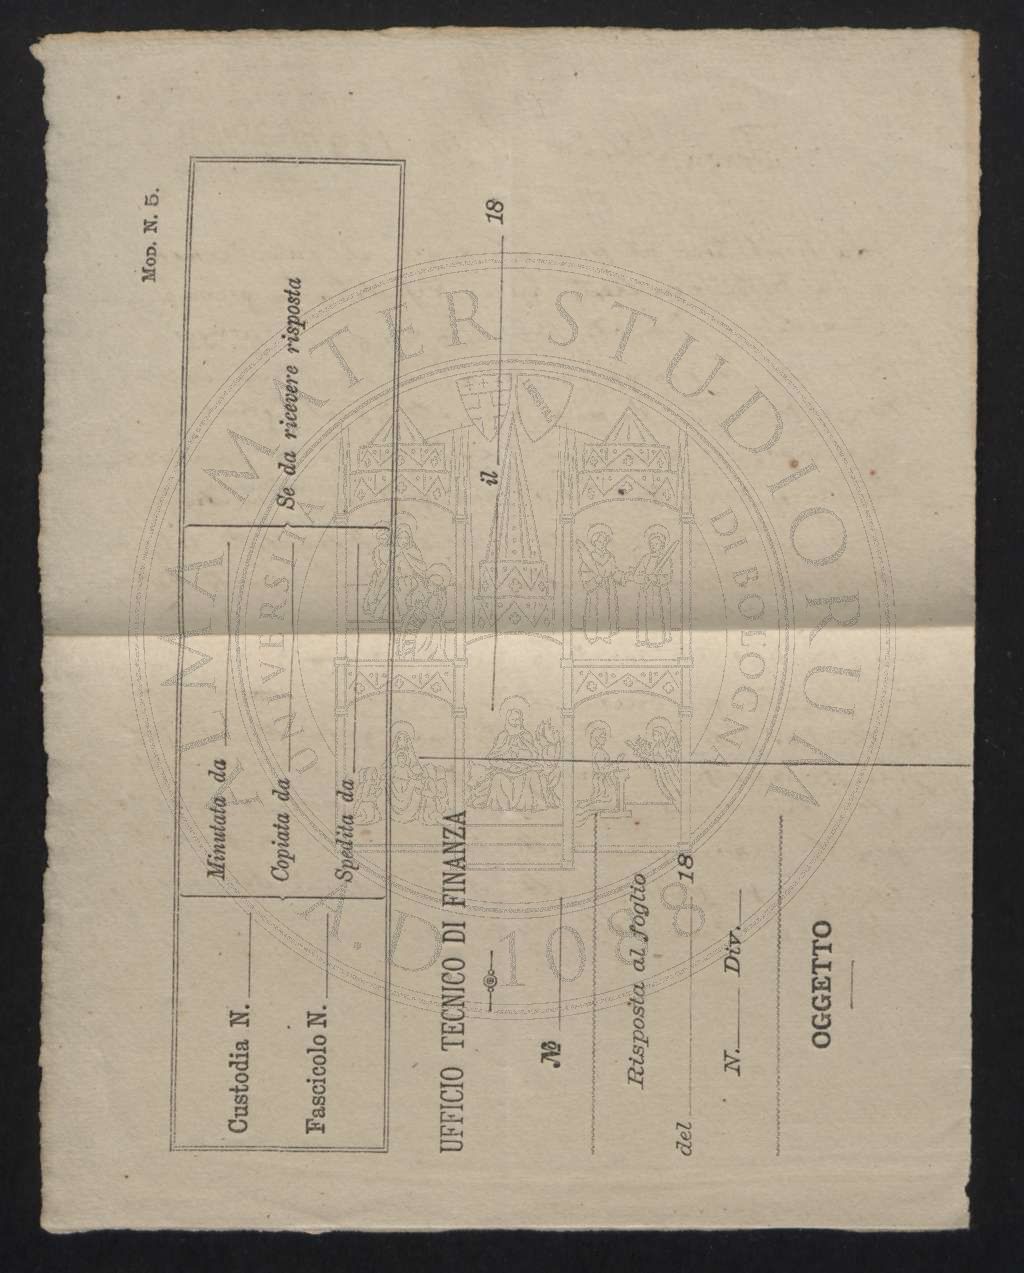 MOD. N. 5.
Custodia N.
Fascicolo N.
Minutata da
Copiata da
Spedita da
Se da ricevere risposta
UFFICIO TECNICO DI FINANZA
il 18
№
Risposta al foglio
del 18
N. Div.
OGGETTO
ALMA MATER STUDIORUM
A.D. 1088
UNIVERSITÀ DI BOLOGNA